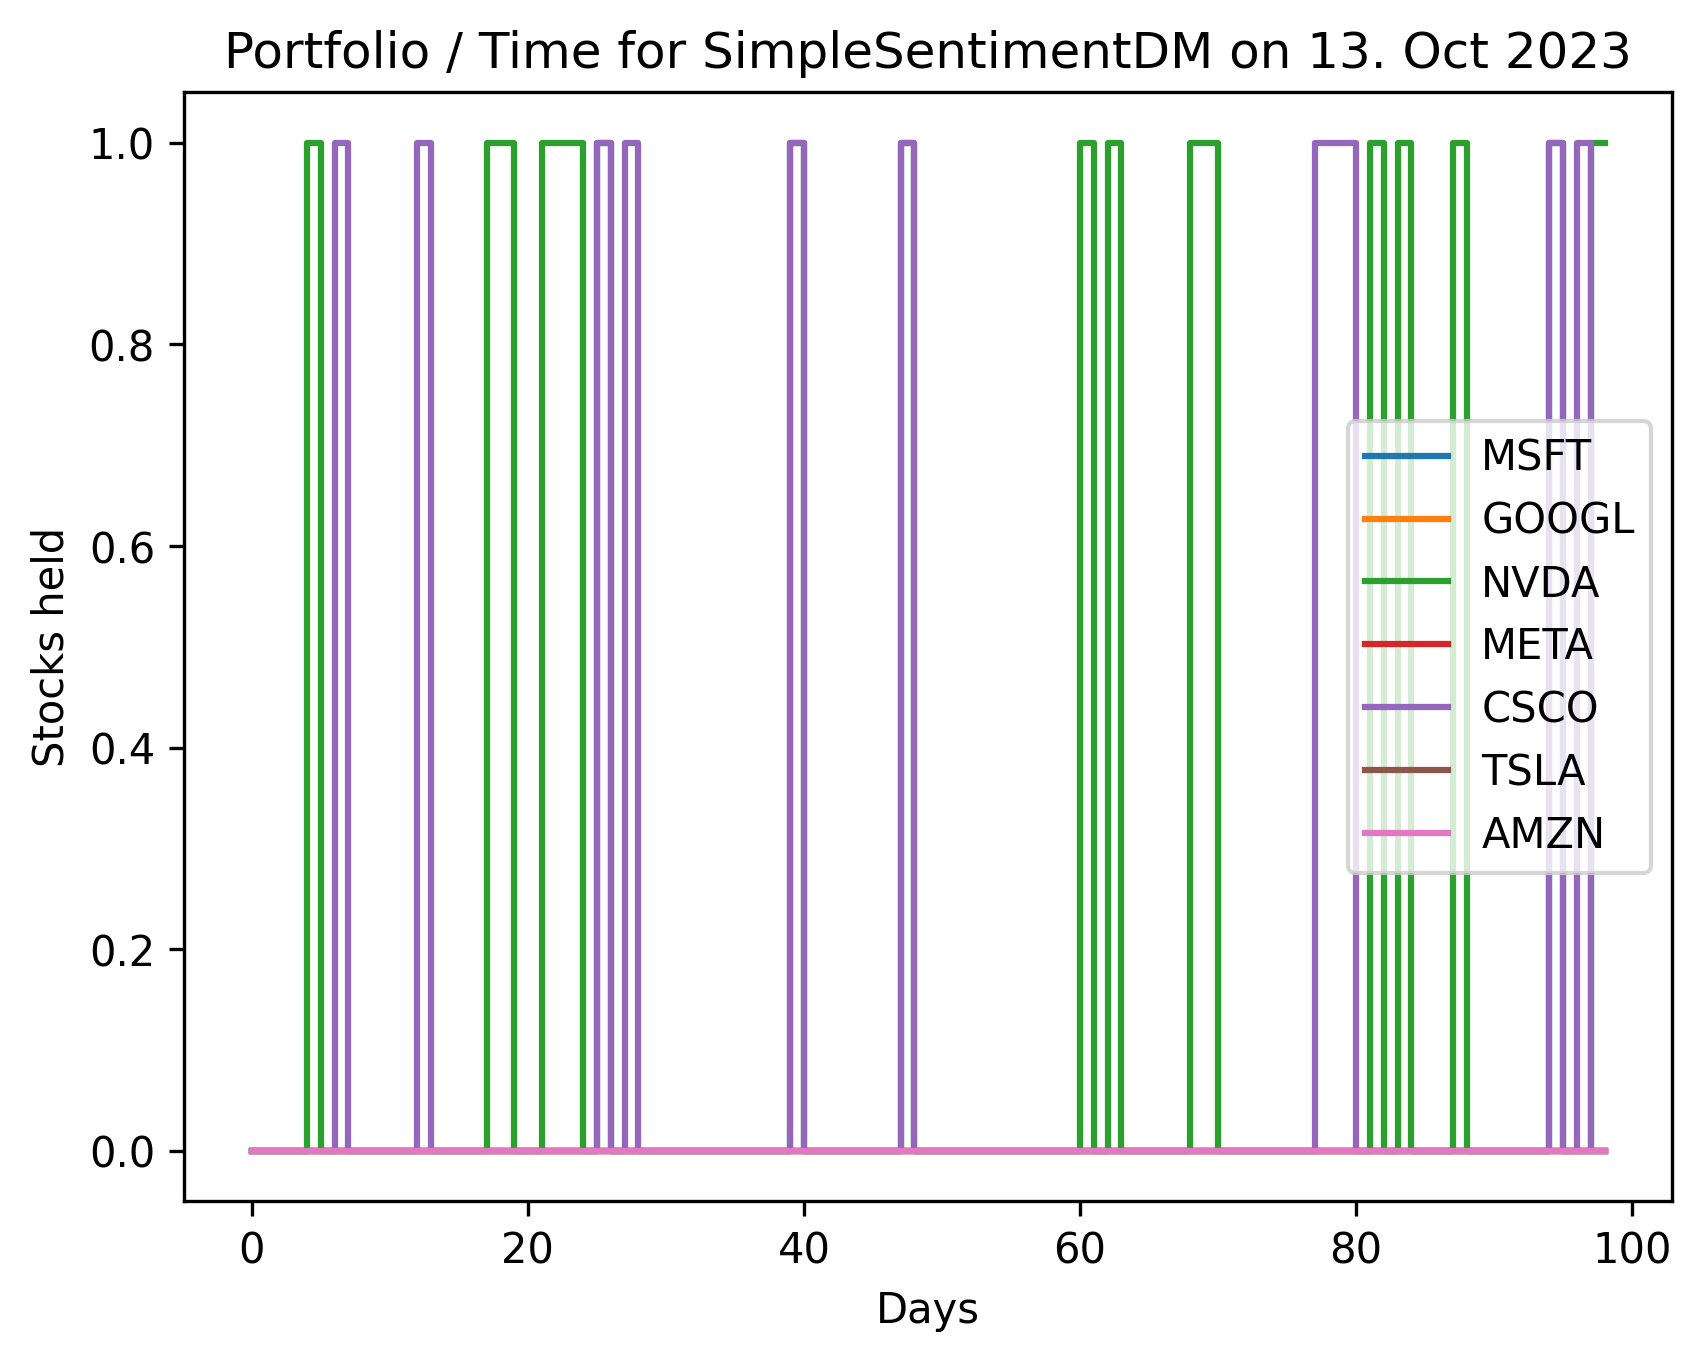 Portfolio / Time for SimpleSentimentDM on 13. Oct 2023
1.0
0.8
0.6
0.4
0.2
0.0
Stocks held
MSFT
GOOGL
NVDA
META
CSCO
TSLA
AMZN
0 20 40 60 80 100
Days